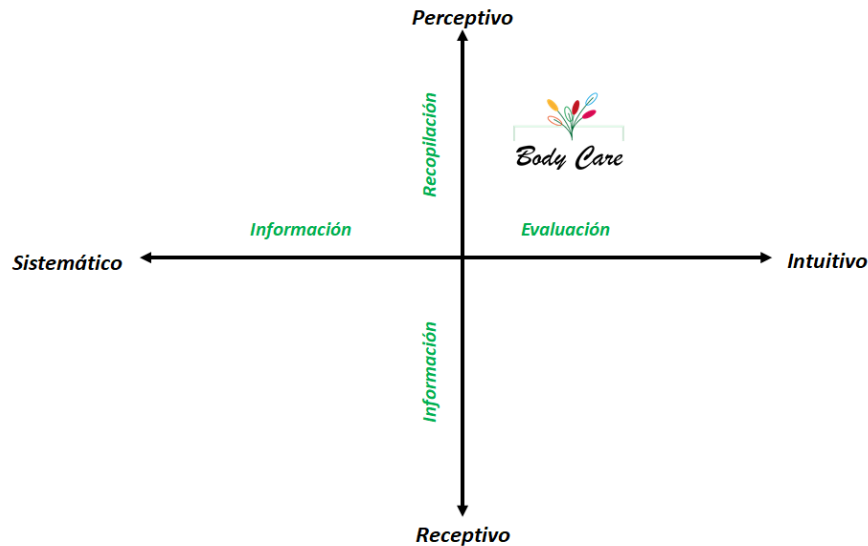 Perceptivo
Recopilación
Body Care
Información
Evaluación
Sistemático
Intuitivo
Información
Receptivo